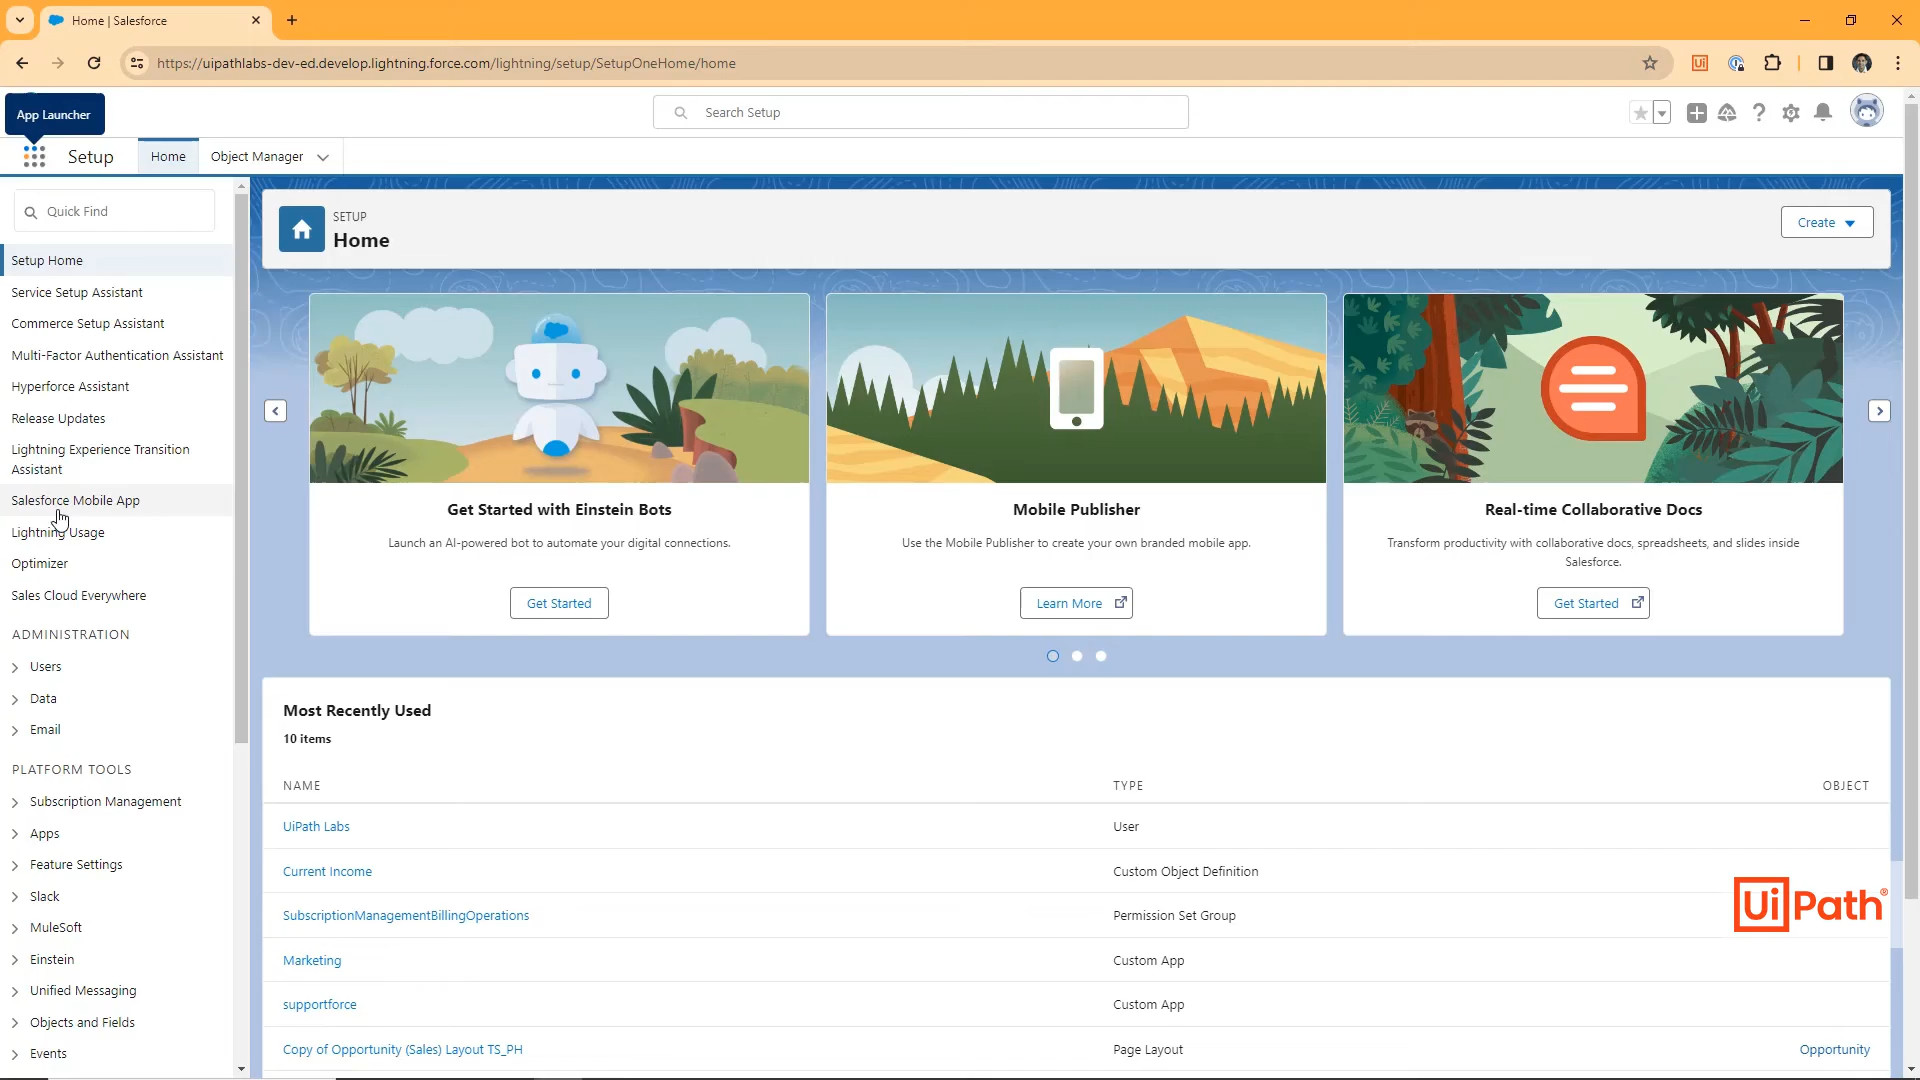 Home | Salesforce
https://uipathlabs-dev-ed.develop.lightning.force.com/lightning/setup/SetupOneHome/home
Ui
App Launcher
Search Setup
Setup
Home
Object Manager
Quick Find
Setup Home
Service Setup Assistant
Commerce Setup Assistant
Multi-Factor Authentication Assistant
Hyperforce Assistant
Release Updates
Lightning Experience Transition
Assistant
Salesforce Mobile App
Lightning Usage
Optimizer
Sales Cloud Everywhere
ADMINISTRATION
Users
Data
Email
PLATFORM TOOLS
Subscription Management
Apps
Feature Settings
Slack
MuleSoft
Einstein
Unified Messaging
Objects and Fields
Events
SETUP
Home
Create
Get Started with Einstein Bots
Launch an AI-powered bot to automate your digital connections.
Get Started
Mobile Publisher
Use the Mobile Publisher to create your own branded mobile app.
Learn More
Real-time Collaborative Docs
Transform productivity with collaborative docs, spreadsheets, and slides inside
Salesforce.
Get Started
Most Recently Used
10 items
NAME TYPE OBJECT
UiPath Labs User
Current Income Custom Object Definition
SubscriptionManagementBillingOperations Permission Set Group
Marketing Custom App
supportforce Custom App
Copy of Opportunity (Sales) Layout TS_PH Page Layout Opportunity
UiPath®